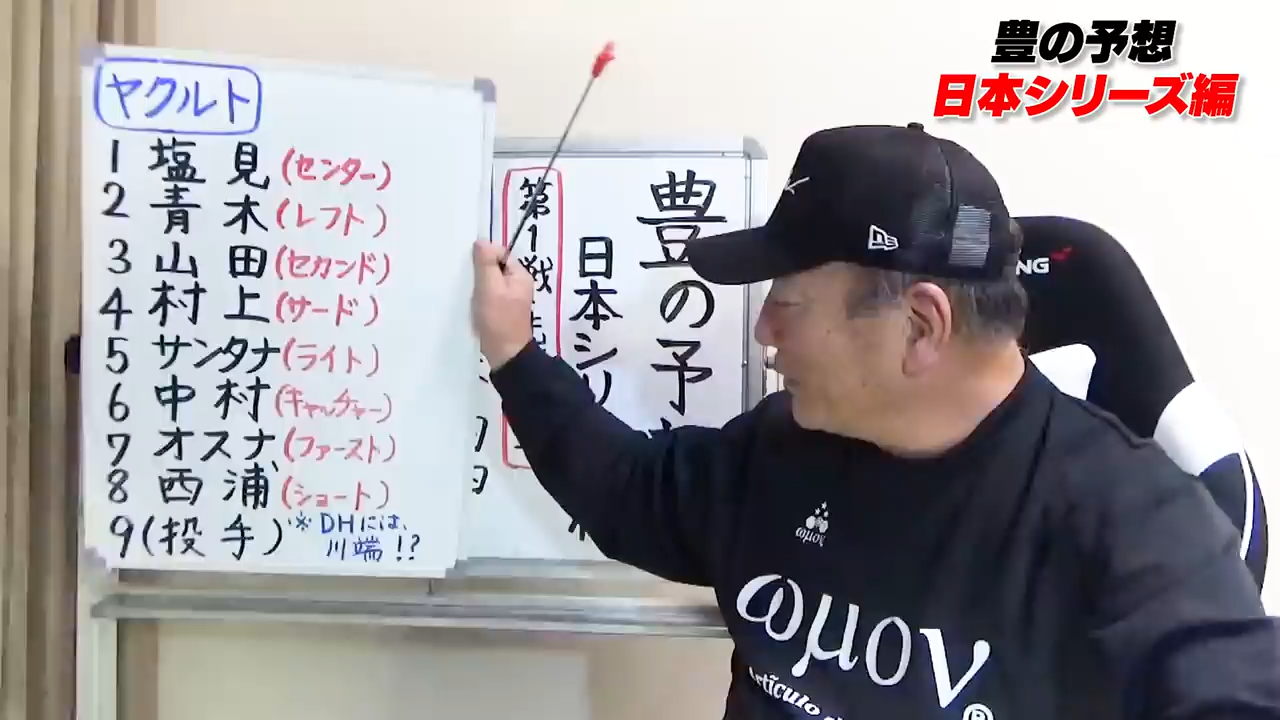 豊の予想
日本シリーズ編
ヤクルト
1 塩見(センター)
2 青木(レフト)
3 山田(セカンド)
4 村上(サード)
5 サンタナ(ライト)
6 中村(キャッチャー)
7 オスナ(ファースト)
8 西浦(ショート)
9(投手)※DHには、
川端!?
豊の予
日本シリ
第1戦
NG
ωμον®
ωμον